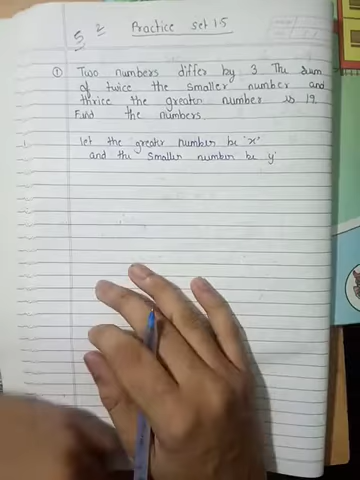 5 2 Practice set 1.5
① Two numbers differ by 3. The sum
of twice the smaller number and
thrice the greater number is 19.
Find the numbers.
let the greater number be 'x'
and the smaller number be y'